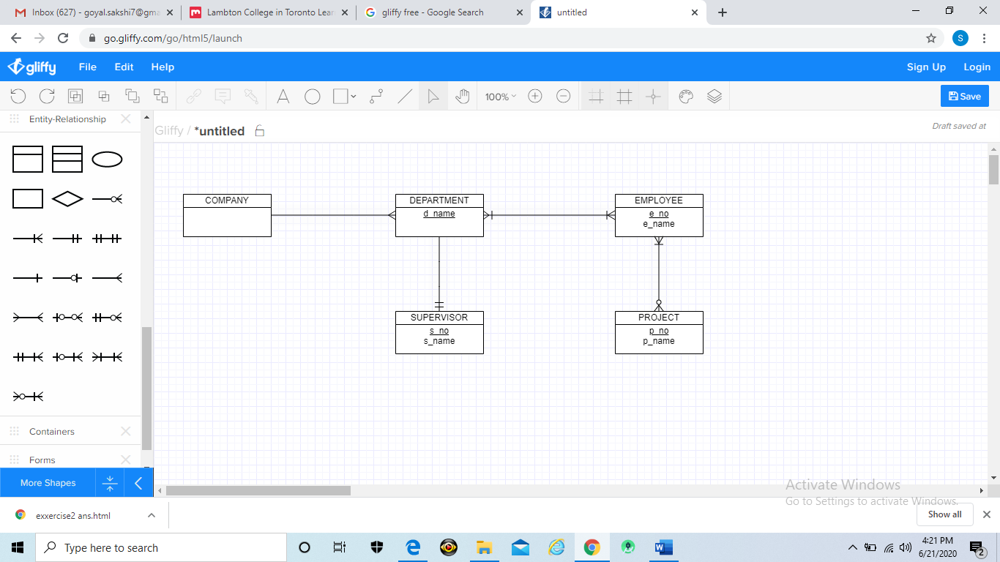 Inbox (627) - goyal.sakshi7@gma
Lambton College in Toronto Lear
gliffy free - Google Search
untitled
go.gliffy.com/go/html5/launch
S
gliffy
File
Edit
Help
Sign Up
Login
A
100%
Save
Entity-Relationship
Gliffy / *untitled
Draft saved at
COMPANY
DEPARTMENT
d_name
EMPLOYEE
e_no
e_name
SUPERVISOR
s_no
s_name
PROJECT
p_no
p_name
Containers
Forms
More Shapes
Activate Windows
Go to Settings to activate Windows.
exxercise2 ans.html
Show all
Type here to search
4:21 PM
6/21/2020
2